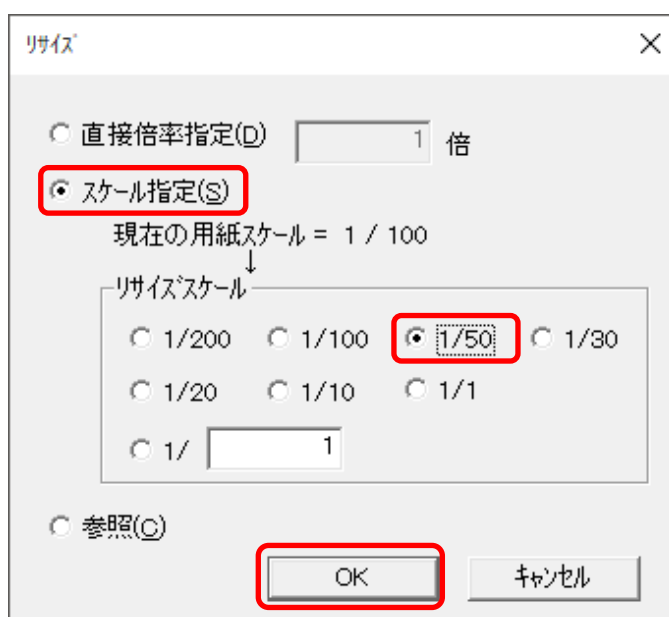 リサイズ
直接倍率指定(D) 1 倍
スケール指定(S)
現在の用紙スケール = 1 / 100
↓
リサイズスケール
1/200 1/100 1/50 1/30
1/20 1/10 1/1
1/ 1
参照(C)
OK キャンセル